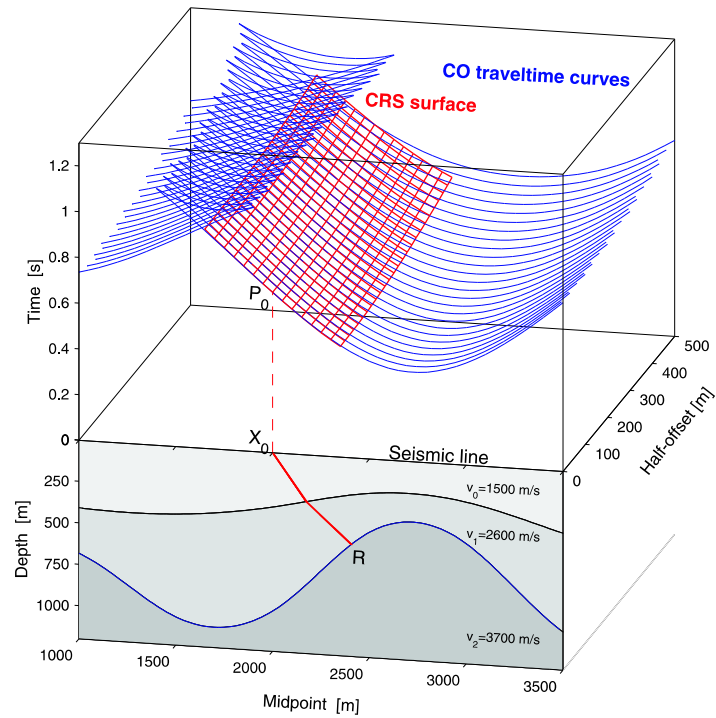 CO traveltime curves
CRS surface
1.2
1
0.8
0.6
0.4
0.2
0
Time [s]
P0
X0
Seismic line
0
100
200
300
400
500
Half-offset [m]
250
500
750
1000
Depth [m]
v0=1500 m/s
v1=2600 m/s
v2=3700 m/s
R
1000
1500
2000
2500
3000
3500
Midpoint [m]